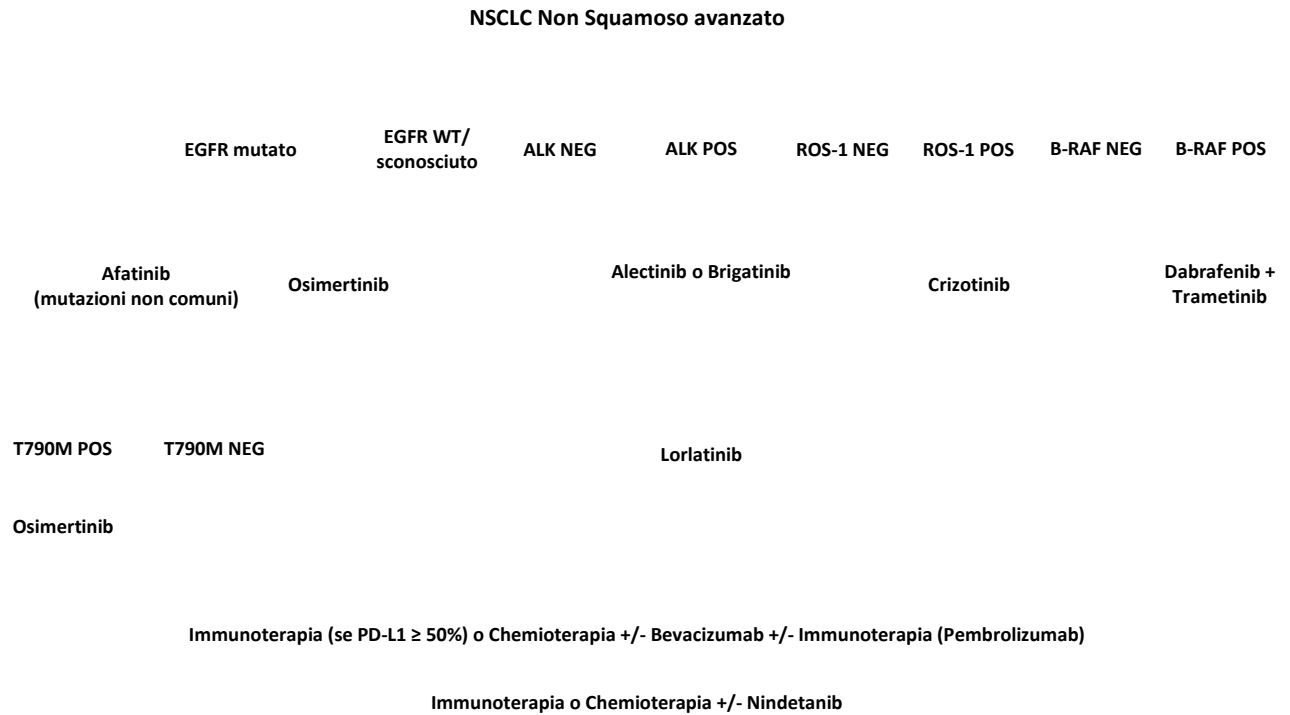 NSCLC Non Squamoso avanzato
EGFR mutato
EGFR WT/
sconosciuto
ALK NEG
ALK POS
ROS-1 NEG
ROS-1 POS
B-RAF NEG
B-RAF POS
Afatinib
(mutazioni non comuni)
Osimertinib
Alectinib o Brigatinib
Crizotinib
Dabrafenib +
Trametinib
T790M POS
T790M NEG
Lorlatinib
Osimertinib
Immunoterapia (se PD-L1 ≥ 50%) o Chemioterapia +/- Bevacizumab +/- Immunoterapia (Pembrolizumab)
Immunoterapia o Chemioterapia +/- Nindetanib